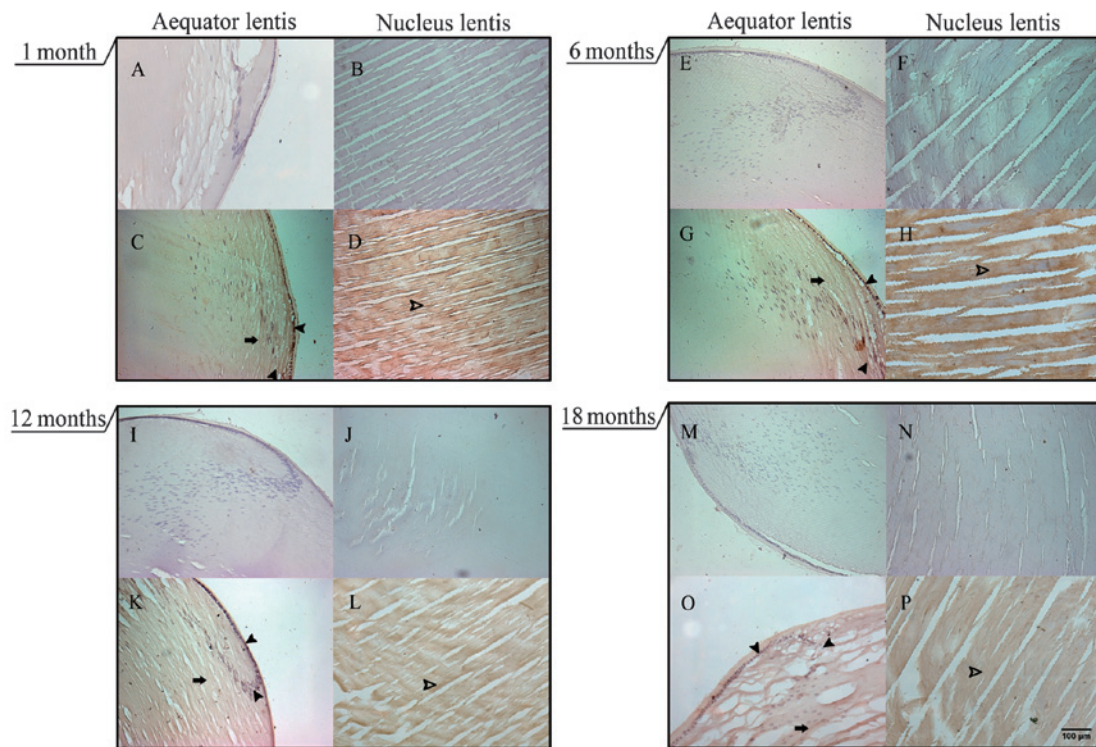 Aequator lentis Nucleus lentis Aequator lentis Nucleus lentis
1 month 6 months
A B E F
C D G H
12 months 18 months
I J M N
K L O P
100 µm